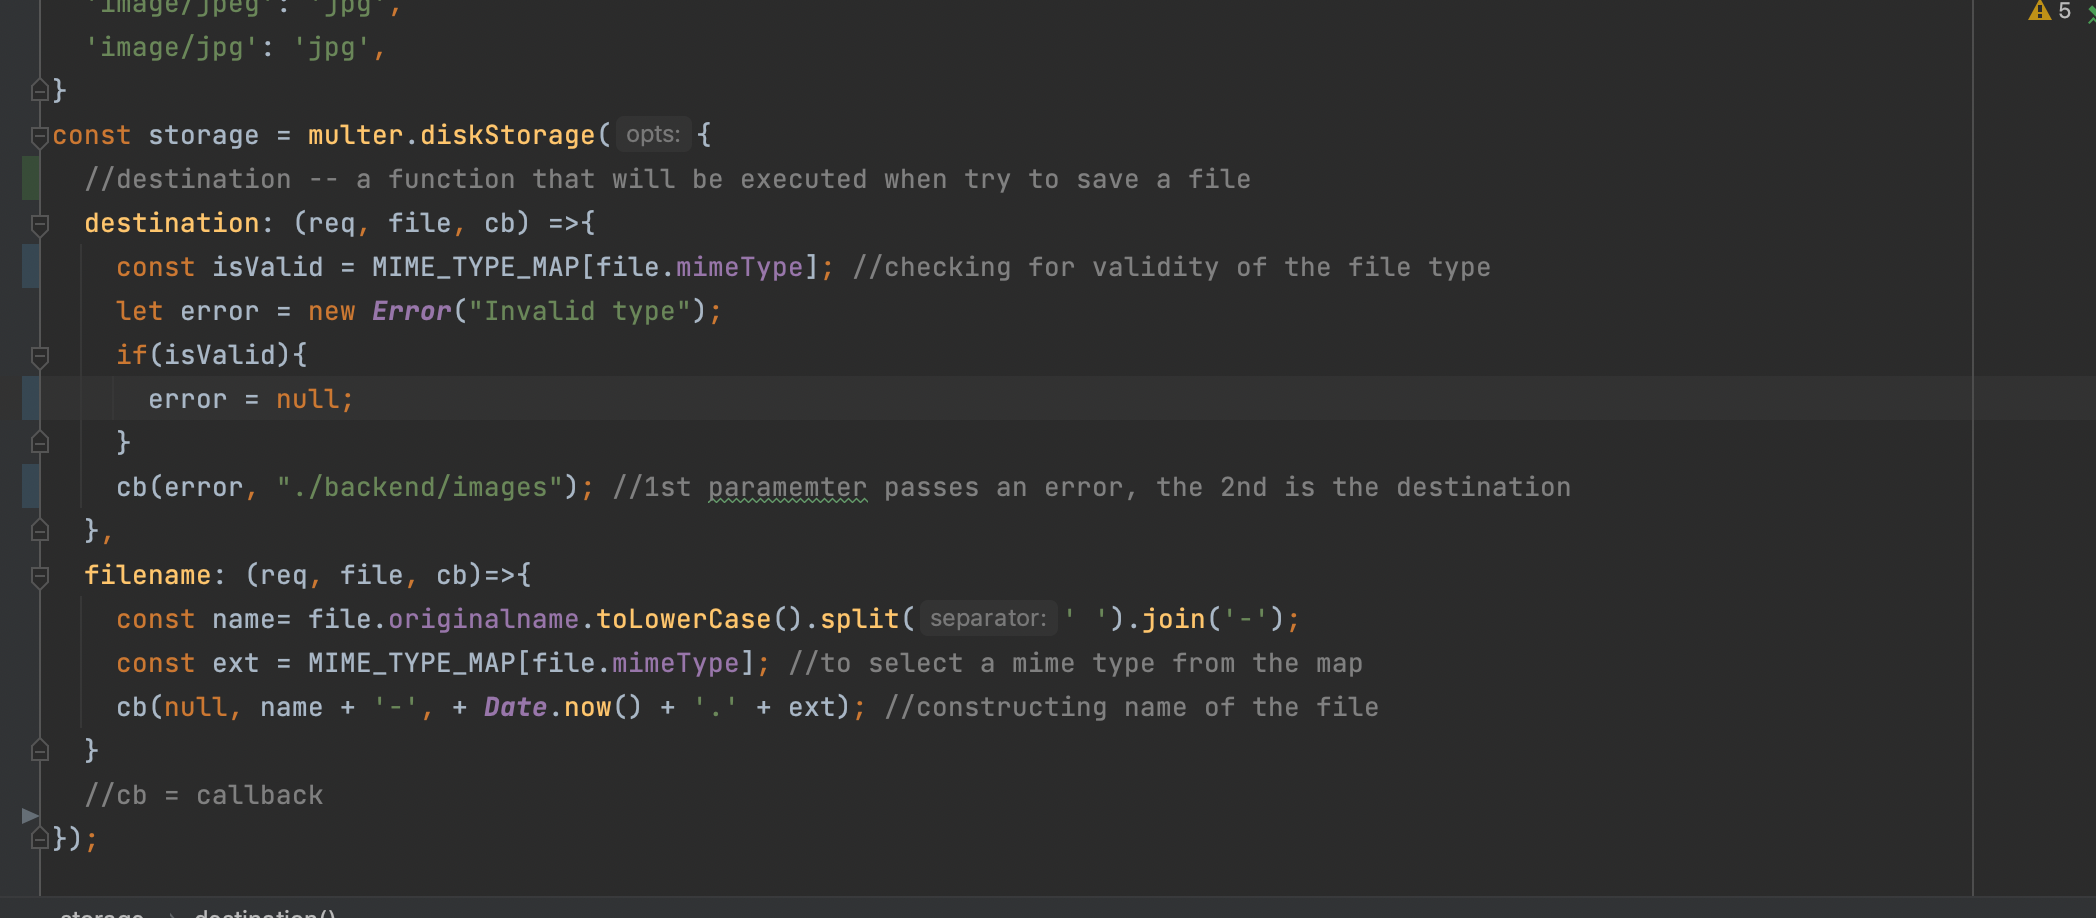 'image/jpeg': 'jpg',
'image/jpg': 'jpg',
}
const storage = multer.diskStorage( opts: {
//destination -- a function that will be executed when try to save a file
destination: (req, file, cb) =>{
const isValid = MIME_TYPE_MAP[file.mimeType]; //checking for validity of the file type
let error = new Error("Invalid type");
if(isValid){
error = null;
}
cb(error, "./backend/images"); //1st paramemter passes an error, the 2nd is the destination
},
filename: (req, file, cb)=>{
const name= file.originalname.toLowerCase().split( separator: ' ').join('-');
const ext = MIME_TYPE_MAP[file.mimeType]; //to select a mime type from the map
cb(null, name + '-', + Date.now() + '.' + ext); //constructing name of the file
}
//cb = callback
});
storage › destination()
5